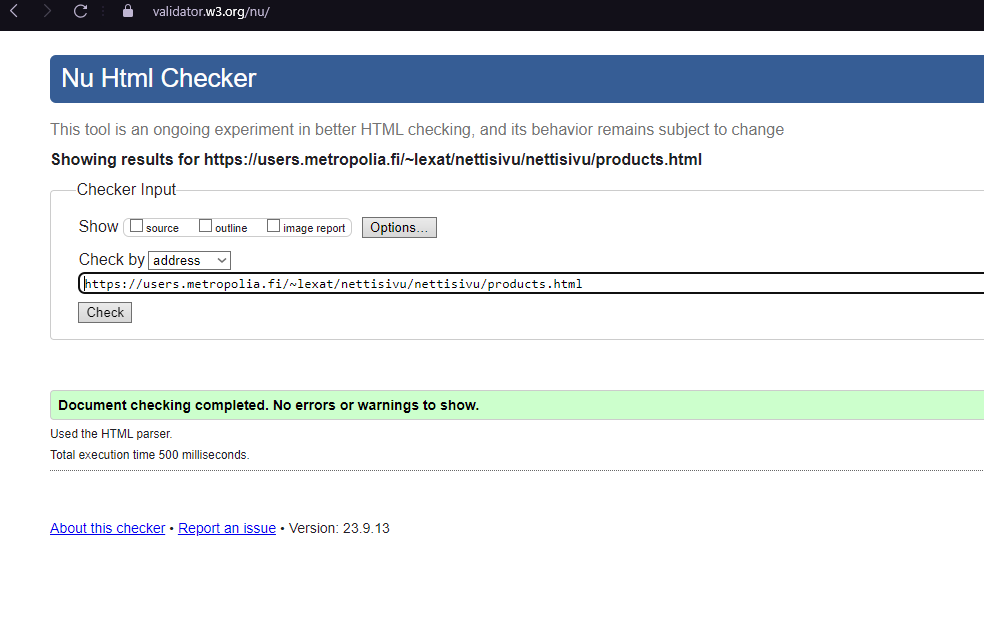 validator.w3.org/nu/
Nu Html Checker
This tool is an ongoing experiment in better HTML checking, and its behavior remains subject to change
Showing results for https://users.metropolia.fi/~lexat/nettisivu/nettisivu/products.html
Checker Input
Show source outline image report Options...
Check by address
https://users.metropolia.fi/~lexat/nettisivu/nettisivu/products.html
Check
Document checking completed. No errors or warnings to show.
Used the HTML parser.
Total execution time 500 milliseconds.
About this checker • Report an issue • Version: 23.9.13